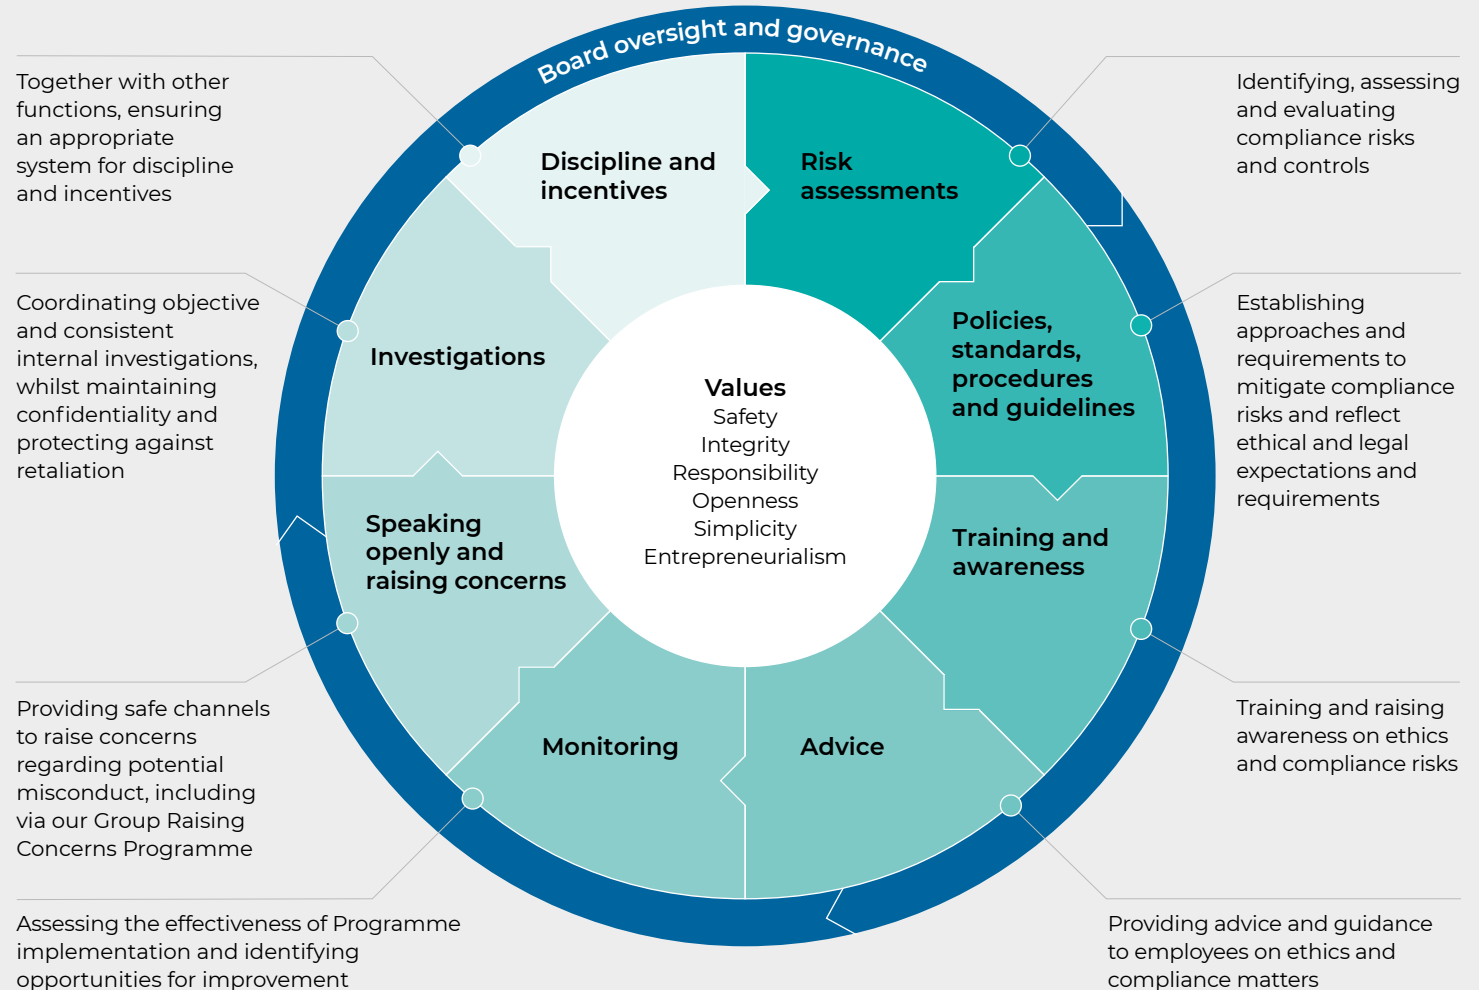 Board oversight and governance
Together with other
functions, ensuring
an appropriate
system for discipline
and incentives
Discipline and
incentives
Risk
assessments
Identifying, assessing
and evaluating
compliance risks
and controls
Coordinating objective
and consistent
internal investigations,
whilst maintaining
confidentiality and
protecting against
retaliation
Investigations
Policies,
standards,
procedures
and guidelines
Establishing
approaches and
requirements to
mitigate compliance
risks and reflect
ethical and legal
expectations and
requirements
Values
Safety
Integrity
Responsibility
Openness
Simplicity
Entrepreneurialism
Speaking
openly and
raising concerns
Training and
awareness
Providing safe channels
to raise concerns
regarding potential
misconduct, including
via our Group Raising
Concerns Programme
Monitoring
Advice
Training and raising
awareness on ethics
and compliance risks
Assessing the effectiveness of Programme
implementation and identifying
opportunities for improvement
Providing advice and guidance
to employees on ethics and
compliance matters